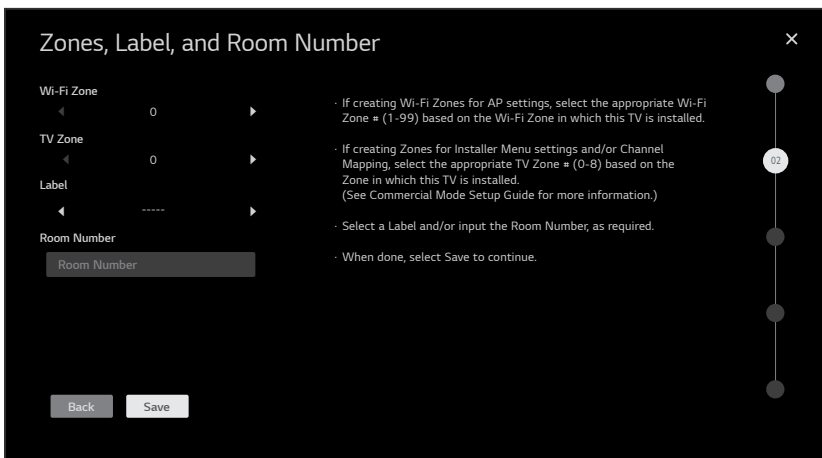 Zones, Label, and Room Number
×
Wi-Fi Zone
0
TV Zone
0
Label
-----
Room Number
Room Number
· If creating Wi-Fi Zones for AP settings, select the appropriate Wi-Fi
Zone # (1-99) based on the Wi-Fi Zone in which this TV is installed.
· If creating Zones for Installer Menu settings and/or Channel
Mapping, select the appropriate TV Zone # (0-8) based on the
Zone in which this TV is installed.
(See Commercial Mode Setup Guide for more information.)
· Select a Label and/or input the Room Number, as required.
· When done, select Save to continue.
02
Back
Save